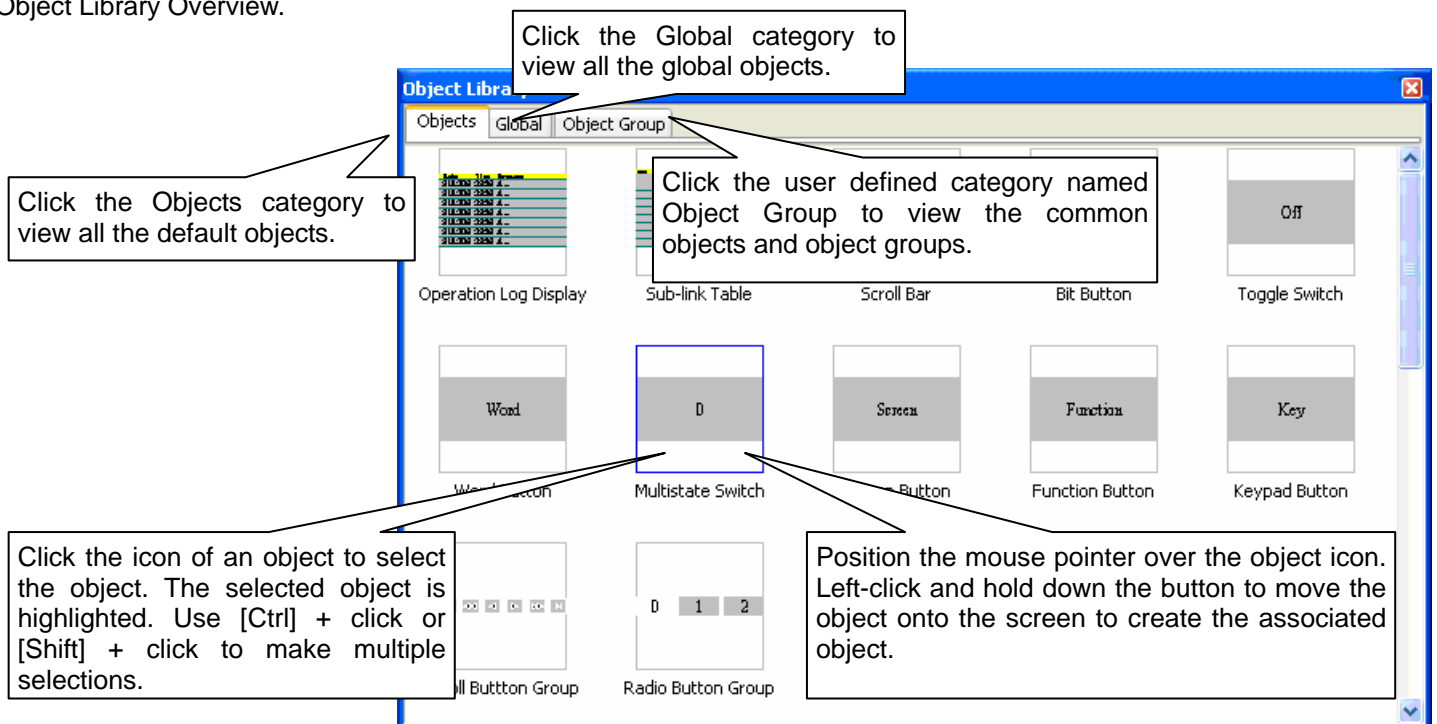 Object Library Overview.
Click the Global category to
view all the global objects.
Object Libra
Objects
Global
Object Group
Click the Objects category to
view all the default objects.
Click the user defined category named
Object Group to view the common
objects and object groups.
Off
Operation Log Display
Sub-link Table
Scroll Bar
Bit Button
Toggle Switch
Word
D
Screen
Function
Key
Multistate Switch
Button
Function Button
Keypad Button
Click the icon of an object to select
the object. The selected object is
highlighted. Use [Ctrl] + click or
[Shift] + click to make multiple
selections.
Position the mouse pointer over the object icon.
Left-click and hold down the button to move the
object onto the screen to create the associated
object.
D 1 2
ll Buttton Group
Radio Button Group